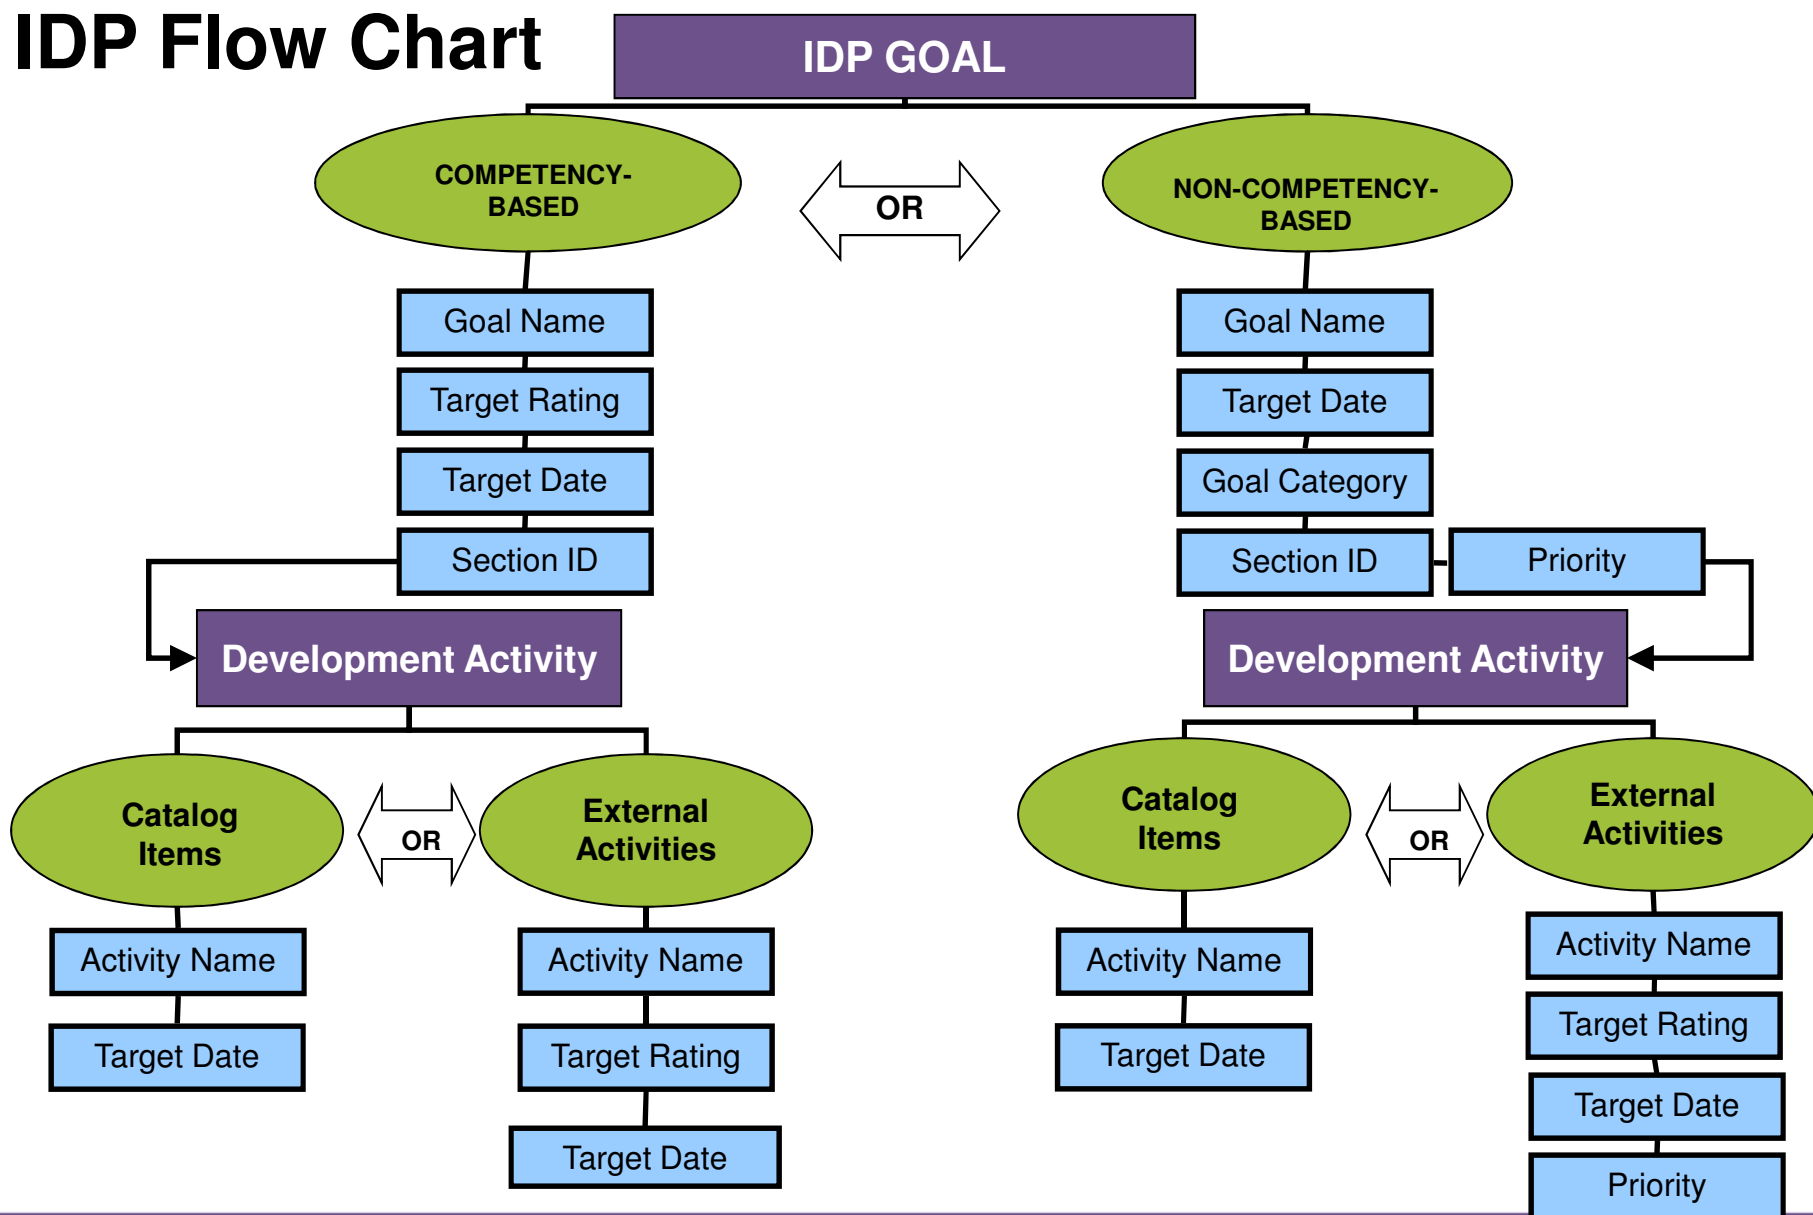 IDP Flow Chart
IDP GOAL
COMPETENCY-
BASED
OR
NON-COMPETENCY-
BASED
Goal Name
Target Rating
Target Date
Section ID
Goal Name
Target Date
Goal Category
Section ID
Priority
Development Activity
Catalog
Items
OR
External
Activities
Activity Name
Target Date
Activity Name
Target Rating
Target Date
Development Activity
Catalog
Items
OR
External
Activities
Activity Name
Target Date
Activity Name
Target Rating
Target Date
Priority